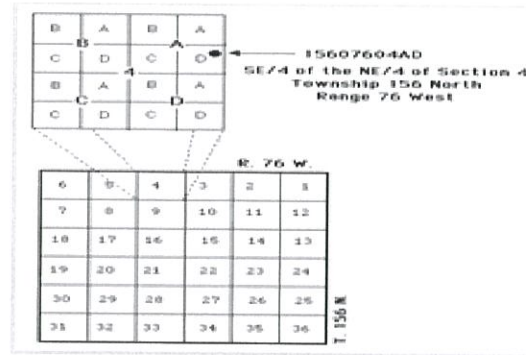 B A B A
B A
C D C D
4
B A B A
C D
C D C D
15607604AD
SE/4 of the NE/4 of Section 4
Township 156 North
Range 76 West
R. 76 W.
6 5 4 3 2 1
7 8 9 10 11 12
18 17 16 15 14 13
19 20 21 22 23 24
30 29 28 27 26 25
31 32 33 34 35 36
T. 156 N.